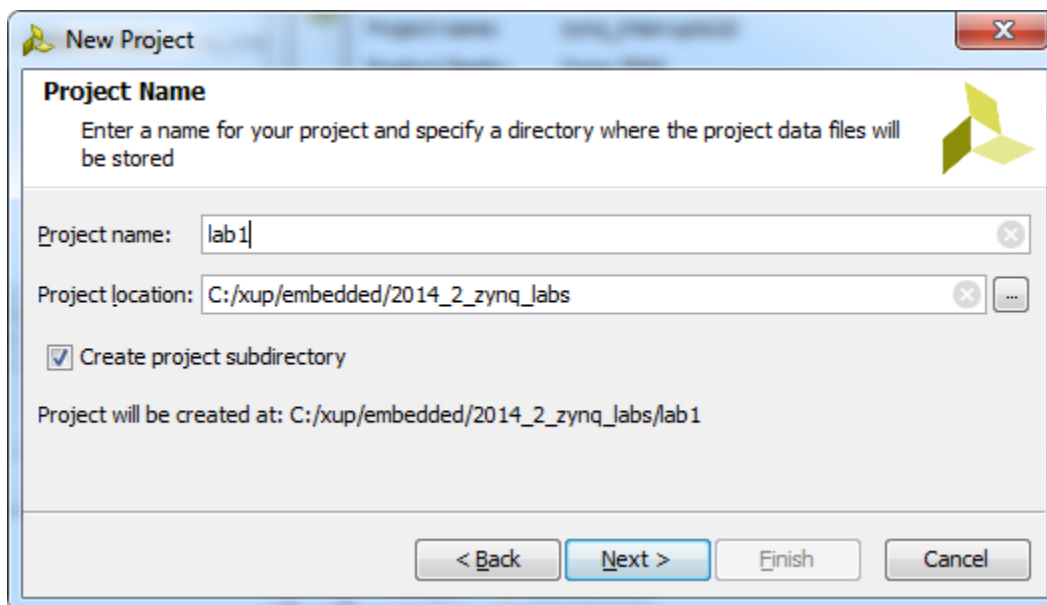 New Project
Project Name
Enter a name for your project and specify a directory where the project data files will
be stored
Project name: lab1
Project location: C:/xup/embedded/2014_2_zynq_labs ...
Create project subdirectory
Project will be created at: C:/xup/embedded/2014_2_zynq_labs/lab1
< Back Next > Finish Cancel